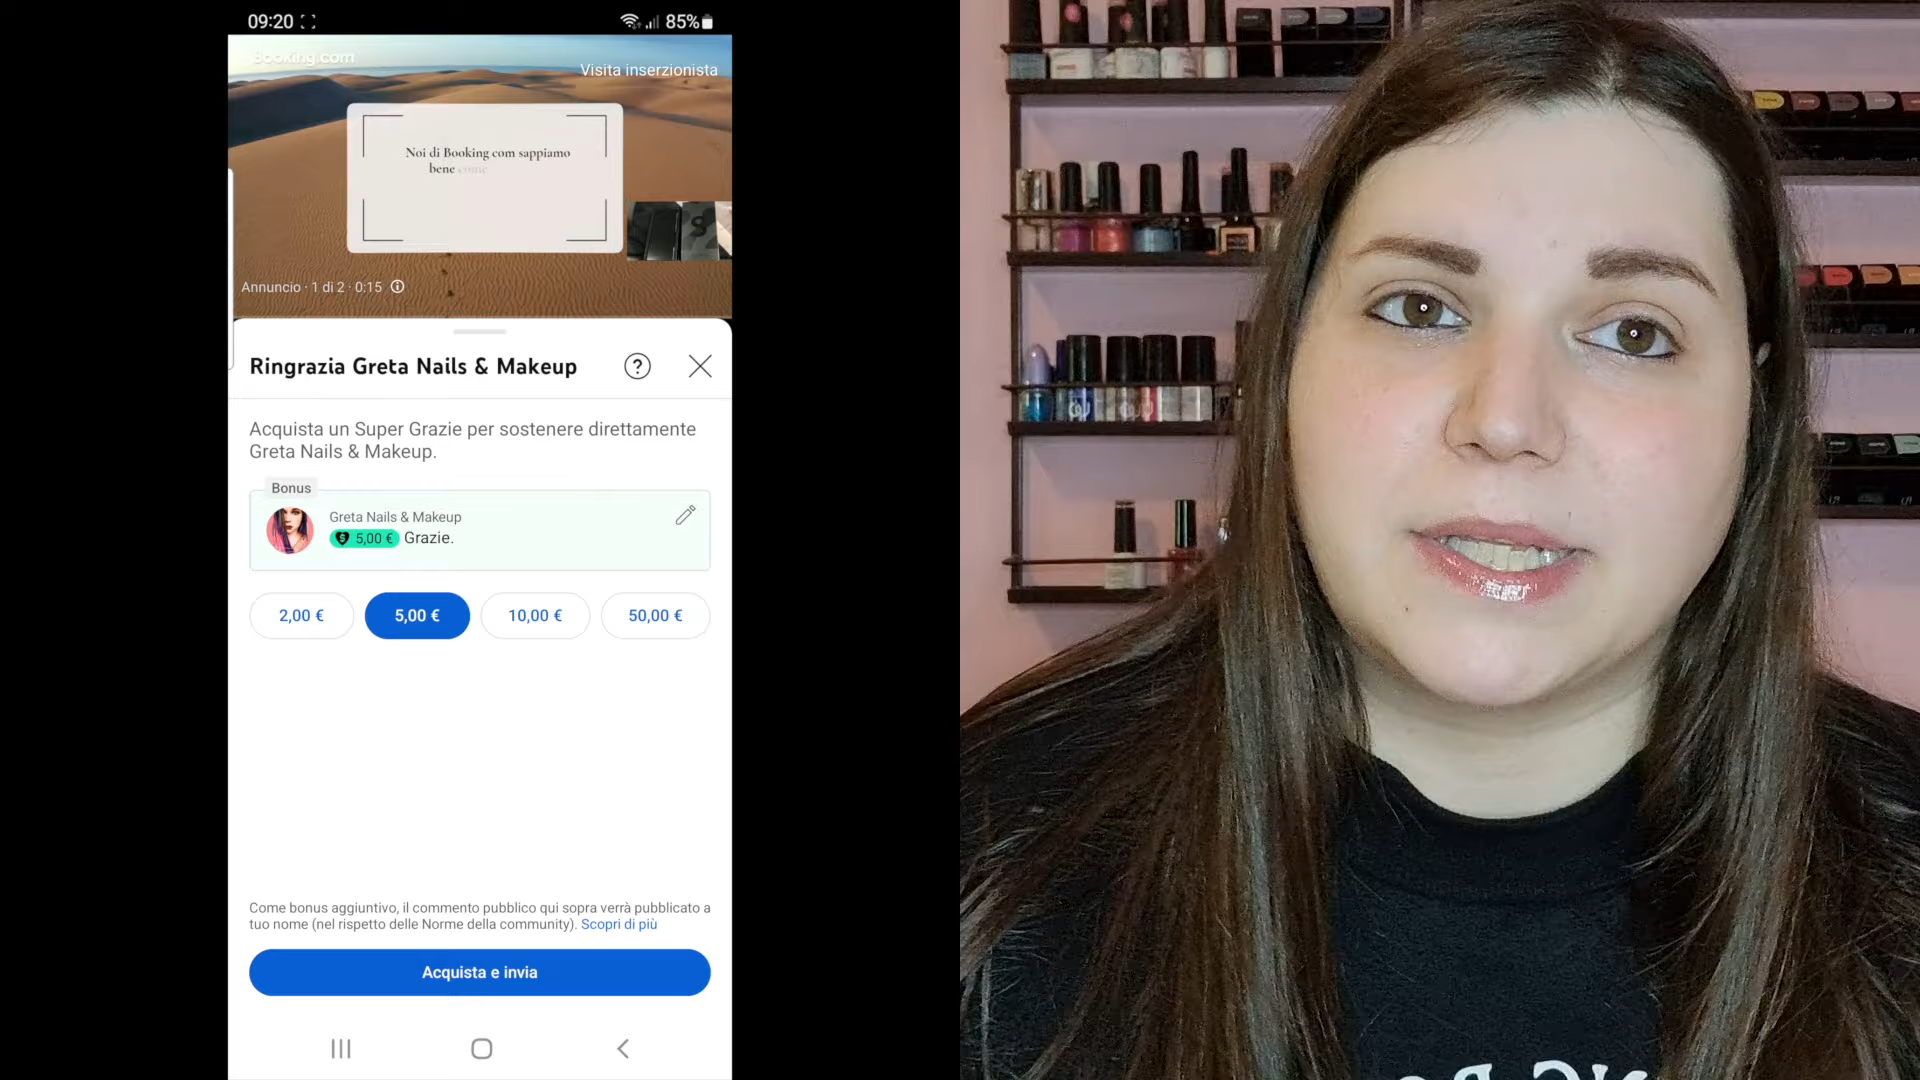 09:20
85%
Booking.com
Visita inserzionista
Noi di Booking com sappiamo
bene come
Annuncio · 1 di 2 · 0:15
Ringrazia Greta Nails & Makeup
Acquista un Super Grazie per sostenere direttamente
Greta Nails & Makeup.
Bonus
Greta Nails & Makeup
5,00 € Grazie.
2,00 €
5,00 €
10,00 €
50,00 €
Come bonus aggiuntivo, il commento pubblico qui sopra verrà pubblicato a
tuo nome (nel rispetto delle Norme della community). Scopri di più
Acquista e invia